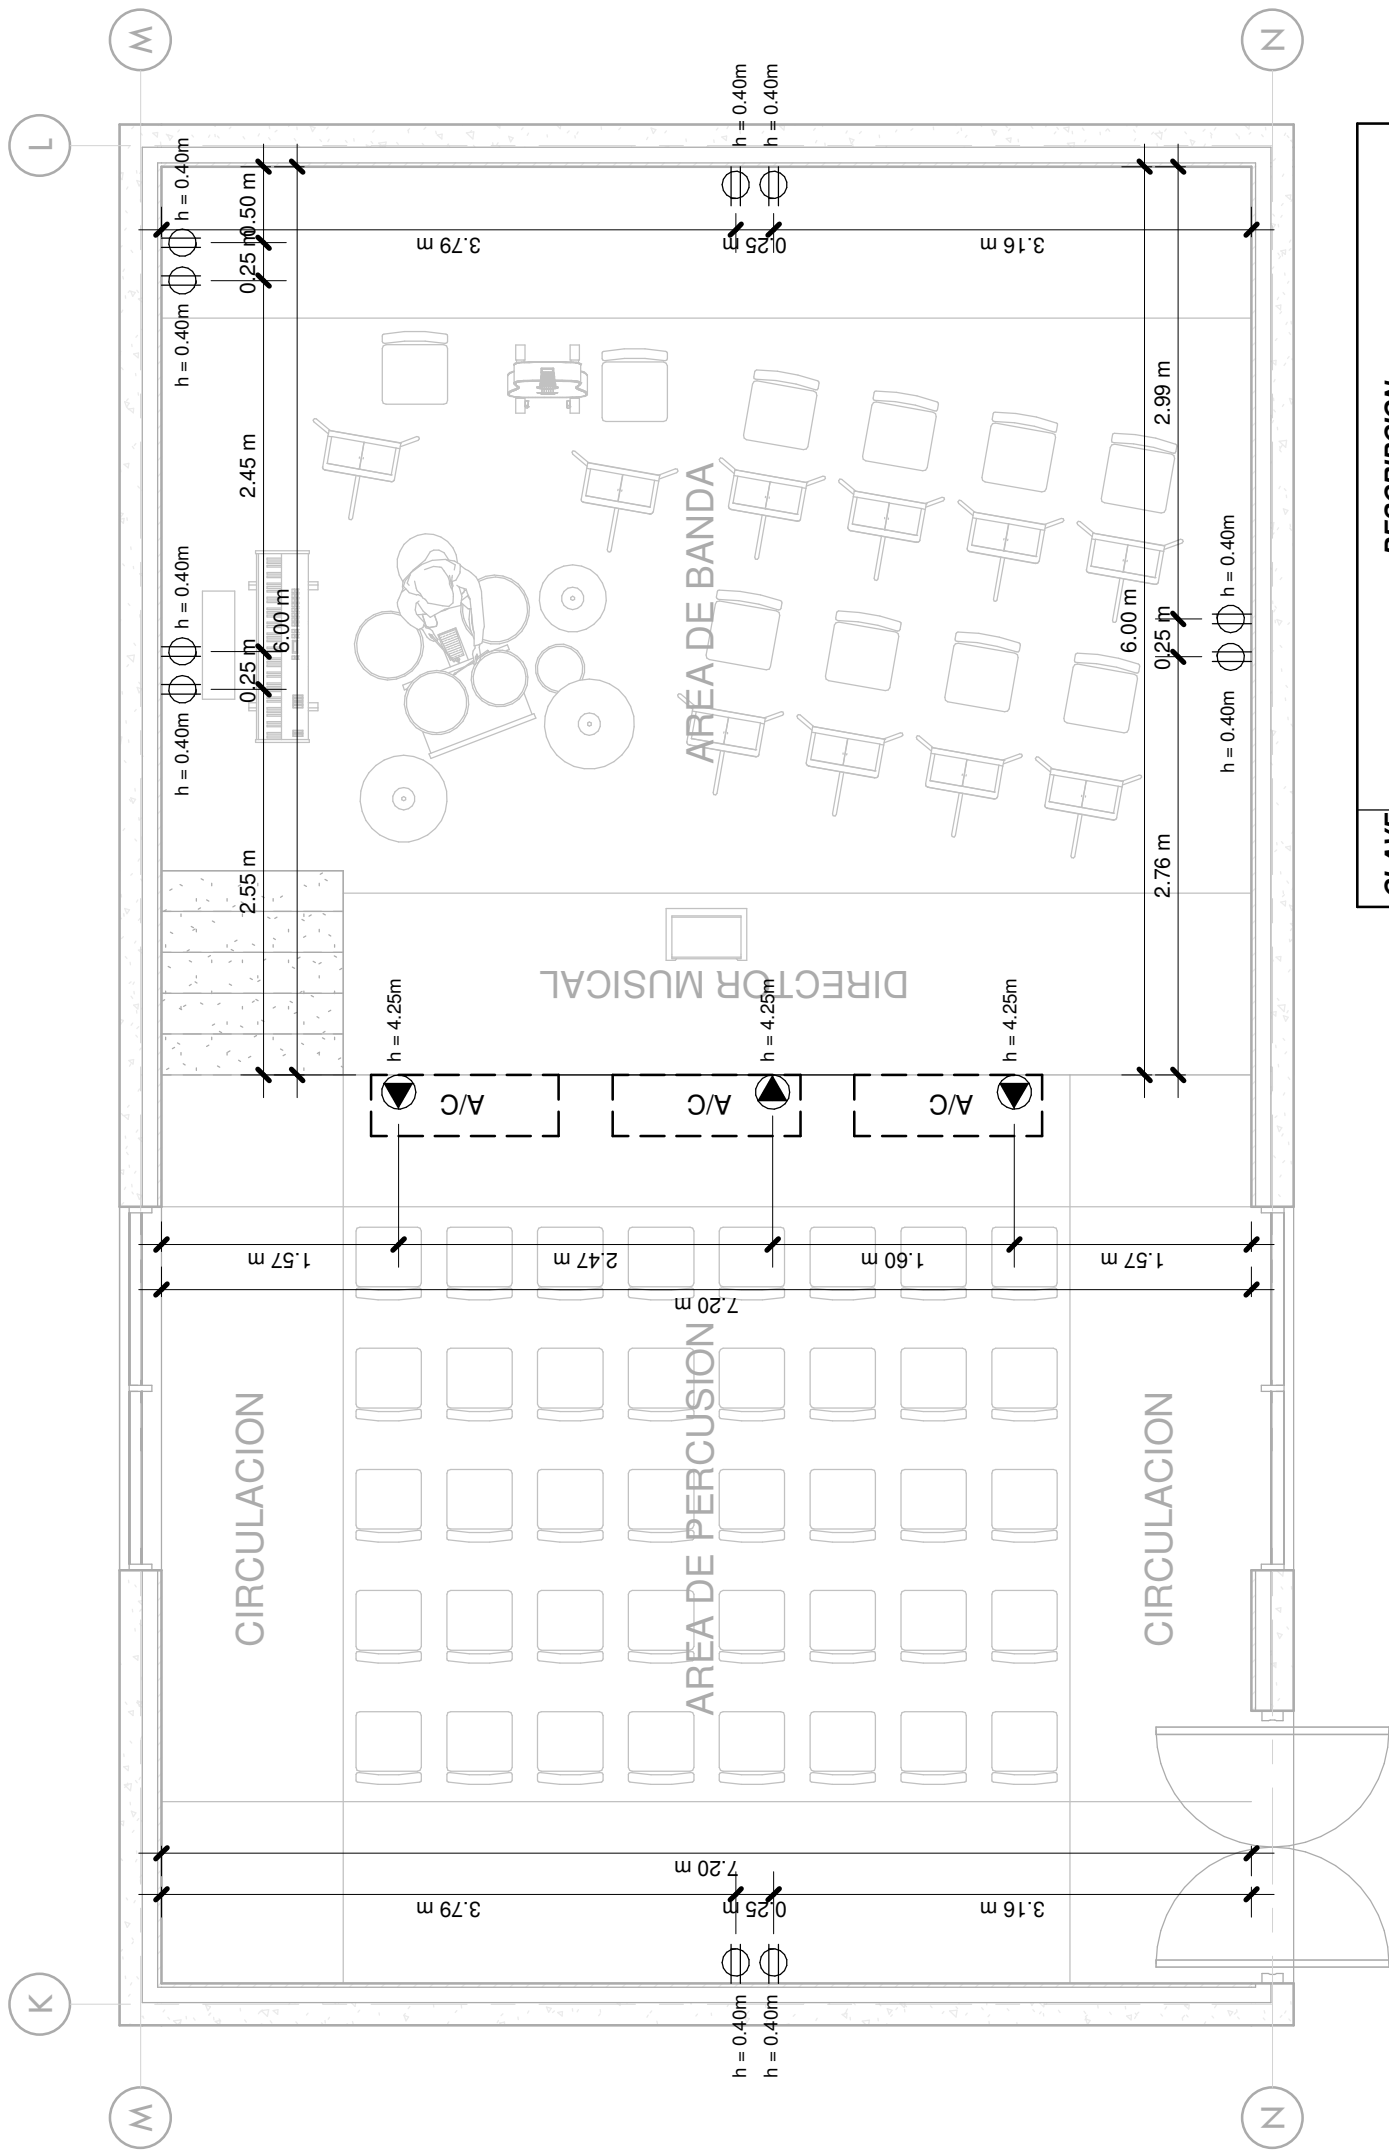 L
W
W
N
N
K
h = 0.40m
h = 0.40m
h = 0.40m
h = 0.40m
h = 0.40m
h = 0.40m
h = 0.40m
h = 0.40m
h = 0.40m
h = 0.40m
0.50 m
0.25 m
2.45 m
0.25 m
6.00 m
2.55 m
3.79 m
0.25 m
3.16 m
2.99 m
6.00 m
0.25 m
2.76 m
AREA DE BANDA
DIRECTOR MUSICAL
h = 4.25m
h = 4.25m
h = 4.25m
A/C
A/C
A/C
1.57 m
2.47 m
1.60 m
1.57 m
7.20 m
CIRCULACION
AREA DE PERCUSION
CIRCULACION
7.20 m
3.79 m
0.25 m
3.16 m